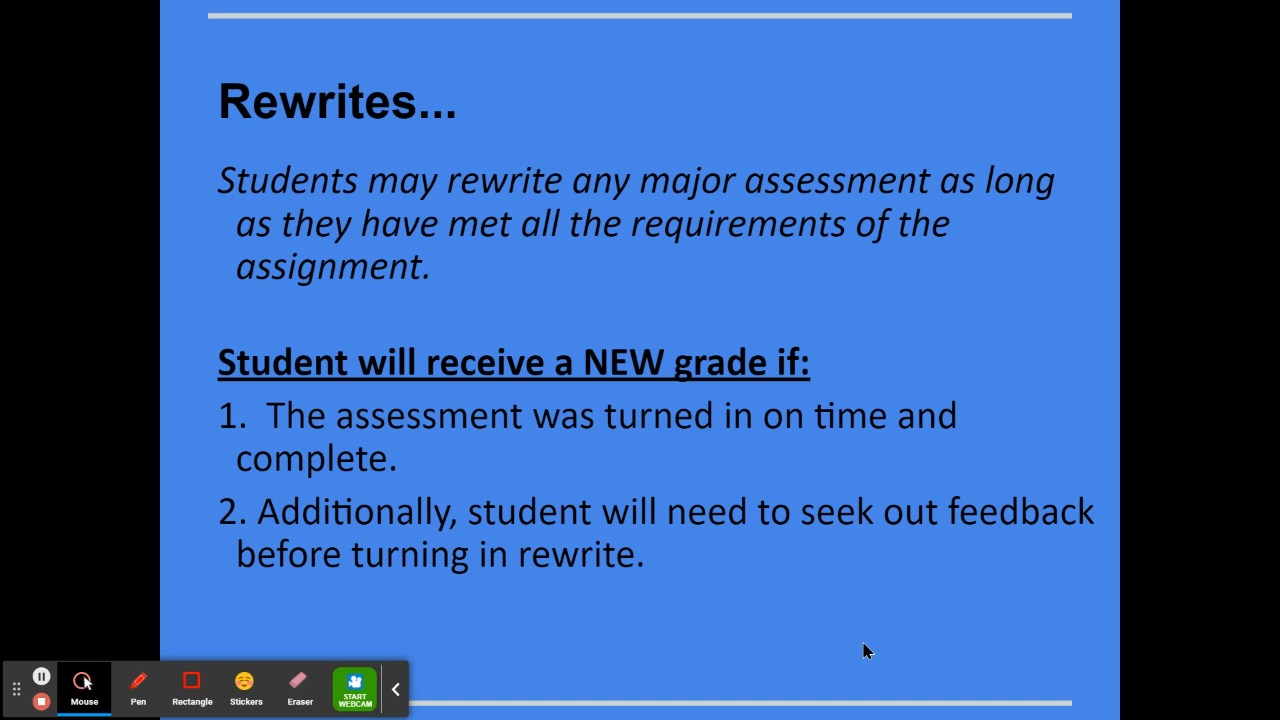 Rewrites...
Students may rewrite any major assessment as long
as they have met all the requirements of the
assignment.
Student will receive a NEW grade if:
1. The assessment was turned in on time and
complete.
2. Additionally, student will need to seek out feedback
before turning in rewrite.
Mouse
Pen
Rectangle
Stickers
Eraser
START
WEBCAM